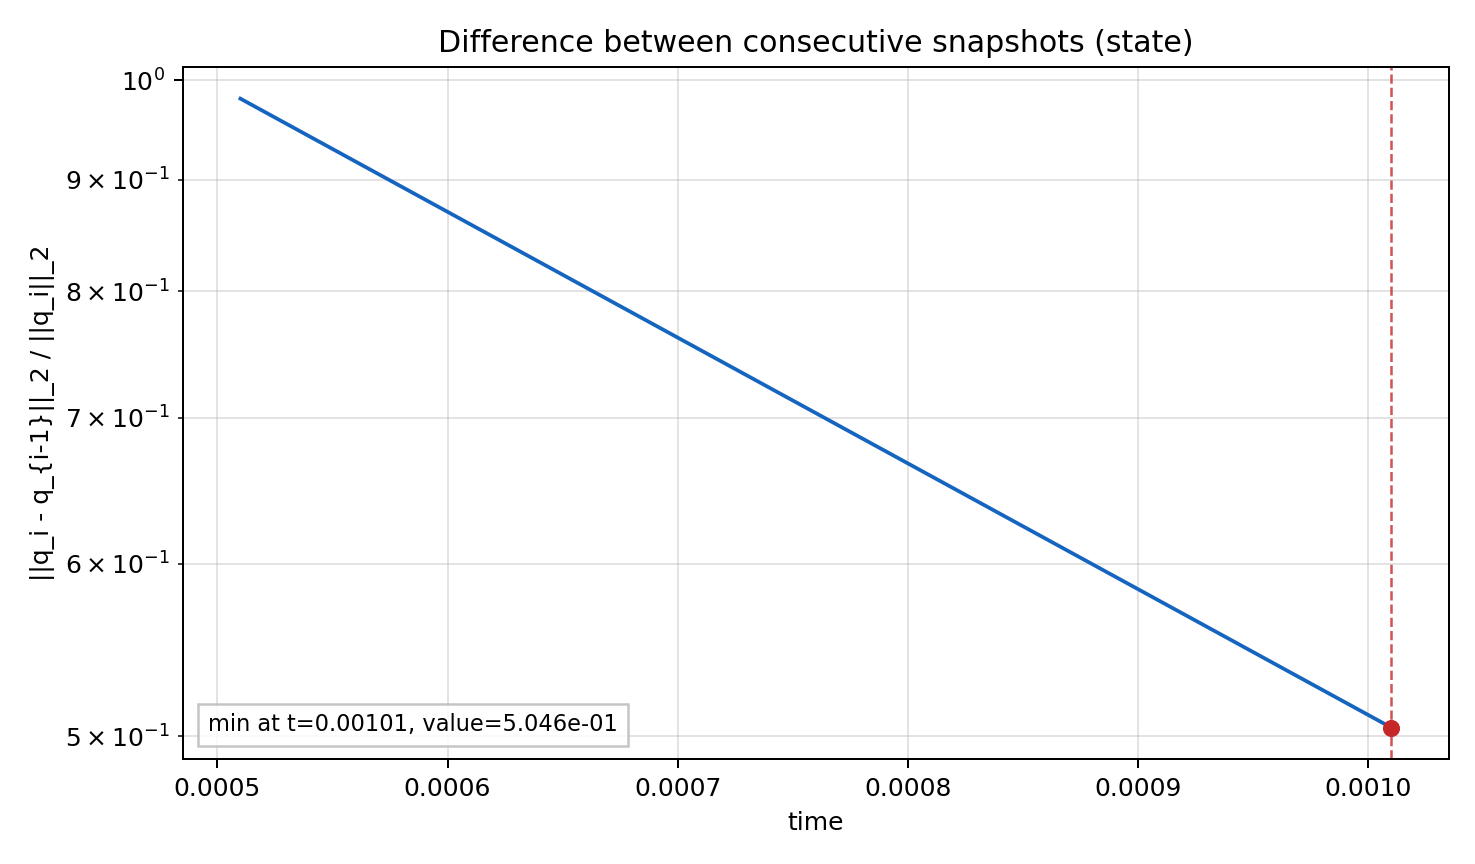 Difference between consecutive snapshots (state)
||q_i - q_{i-1}||_2 / ||q_i||_2
10⁰
9 × 10⁻¹
8 × 10⁻¹
7 × 10⁻¹
6 × 10⁻¹
5 × 10⁻¹
min at t=0.00101, value=5.046e-01
0.0005 0.0006 0.0007 0.0008 0.0009 0.0010
time